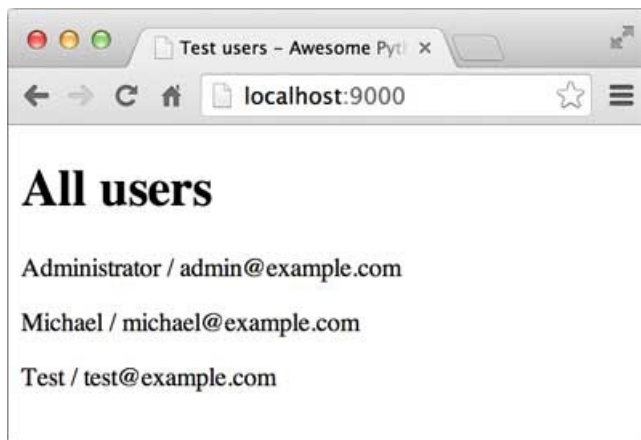 Test users – Awesome Pyt
localhost:9000
All users
Administrator / admin@example.com
Michael / michael@example.com
Test / test@example.com